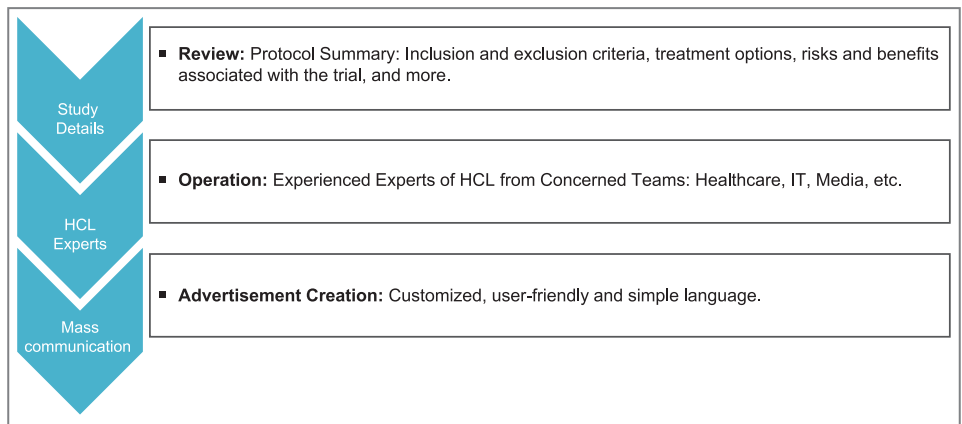 Study
Details
▪ Review: Protocol Summary: Inclusion and exclusion criteria, treatment options, risks and benefits
associated with the trial, and more.
HCL
Experts
▪ Operation: Experienced Experts of HCL from Concerned Teams: Healthcare, IT, Media, etc.
Mass
communication
▪ Advertisement Creation: Customized, user-friendly and simple language.